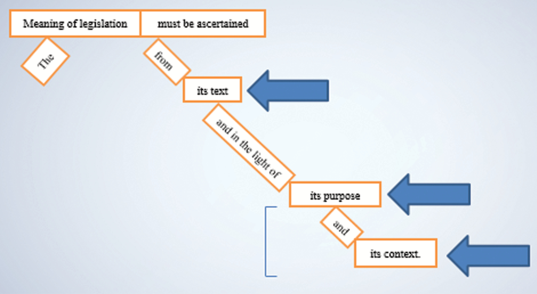 The
Meaning of legislation
must be ascertained
from
its text
and in the light of
its purpose
and
its context.